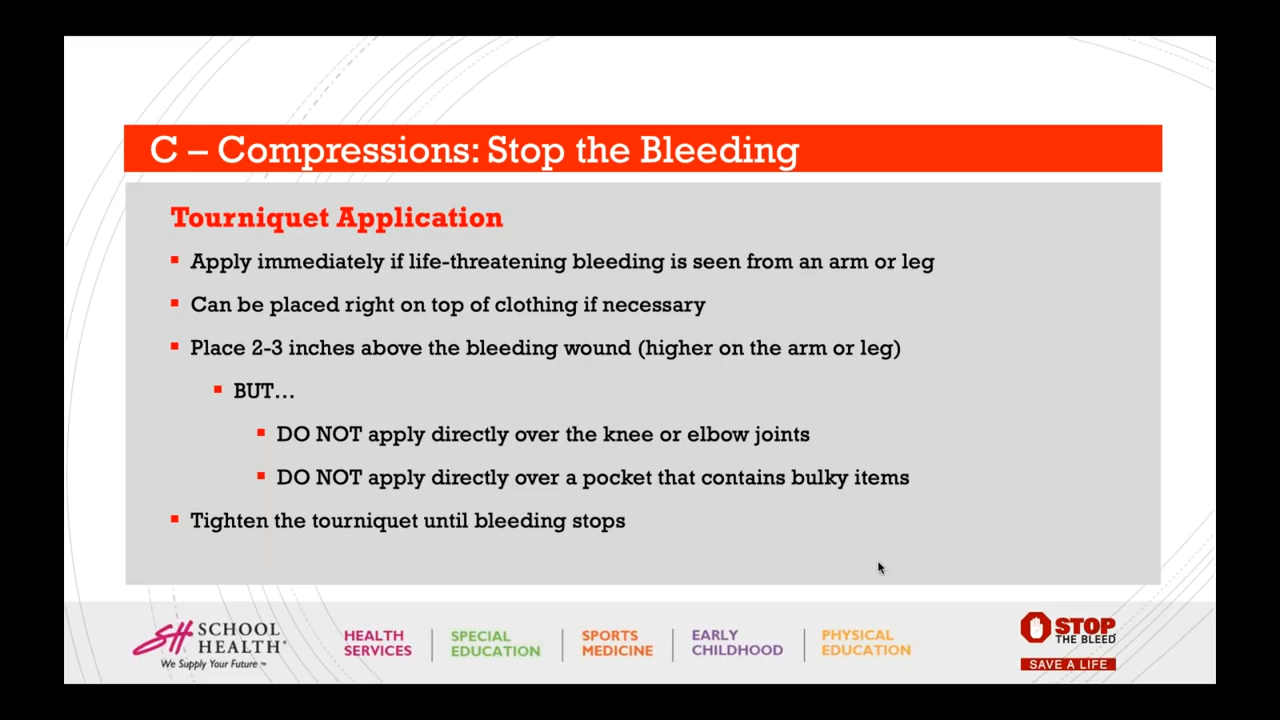 C – Compressions: Stop the Bleeding
Tourniquet Application
Apply immediately if life-threatening bleeding is seen from an arm or leg
Can be placed right on top of clothing if necessary
Place 2-3 inches above the bleeding wound (higher on the arm or leg)
BUT…
DO NOT apply directly over the knee or elbow joints
DO NOT apply directly over a pocket that contains bulky items
Tighten the tourniquet until bleeding stops
SH SCHOOL
HEALTH
We Supply Your Future™
HEALTH
SERVICES
SPECIAL
EDUCATION
SPORTS
MEDICINE
EARLY
CHILDHOOD
PHYSICAL
EDUCATION
STOP
THE BLEED
SAVE A LIFE